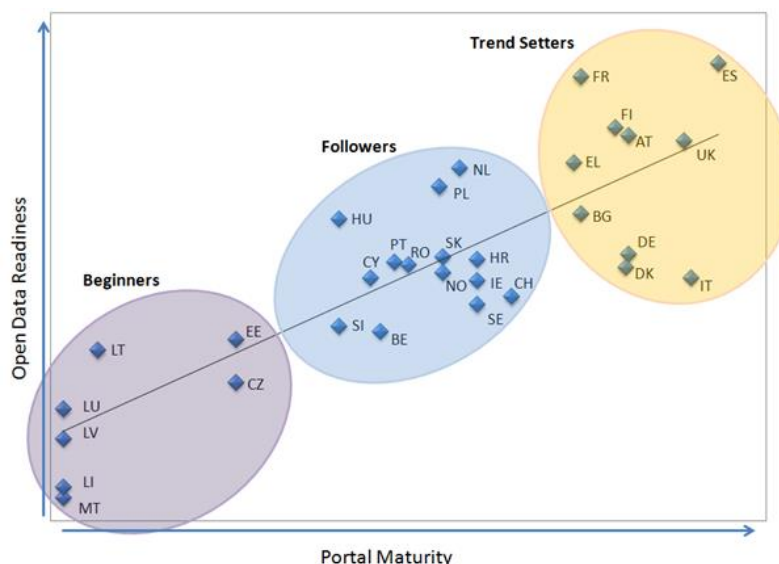 Trend Setters
ES
FR
FI
AT
UK
EL
Followers
NL
PL
HU
BG
PT
RO
SK
HR
DE
CY
NO
IE
CH
DK
IT
SE
SI
BE
Beginners
EE
LT
CZ
LU
LV
LI
MT
Open Data Readiness
Portal Maturity